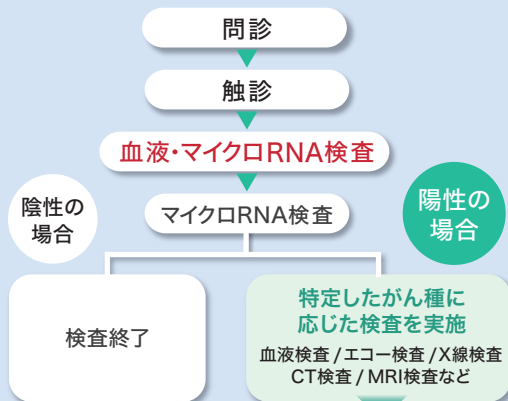 問診
触診
血液・マイクロRNA検査
マイクロRNA検査
陰性の
場合
陽性の
場合
検査終了
特定したがん種に
応じた検査を実施
血液検査 / エコー検査 / X線検査
CT検査 / MRI検査など